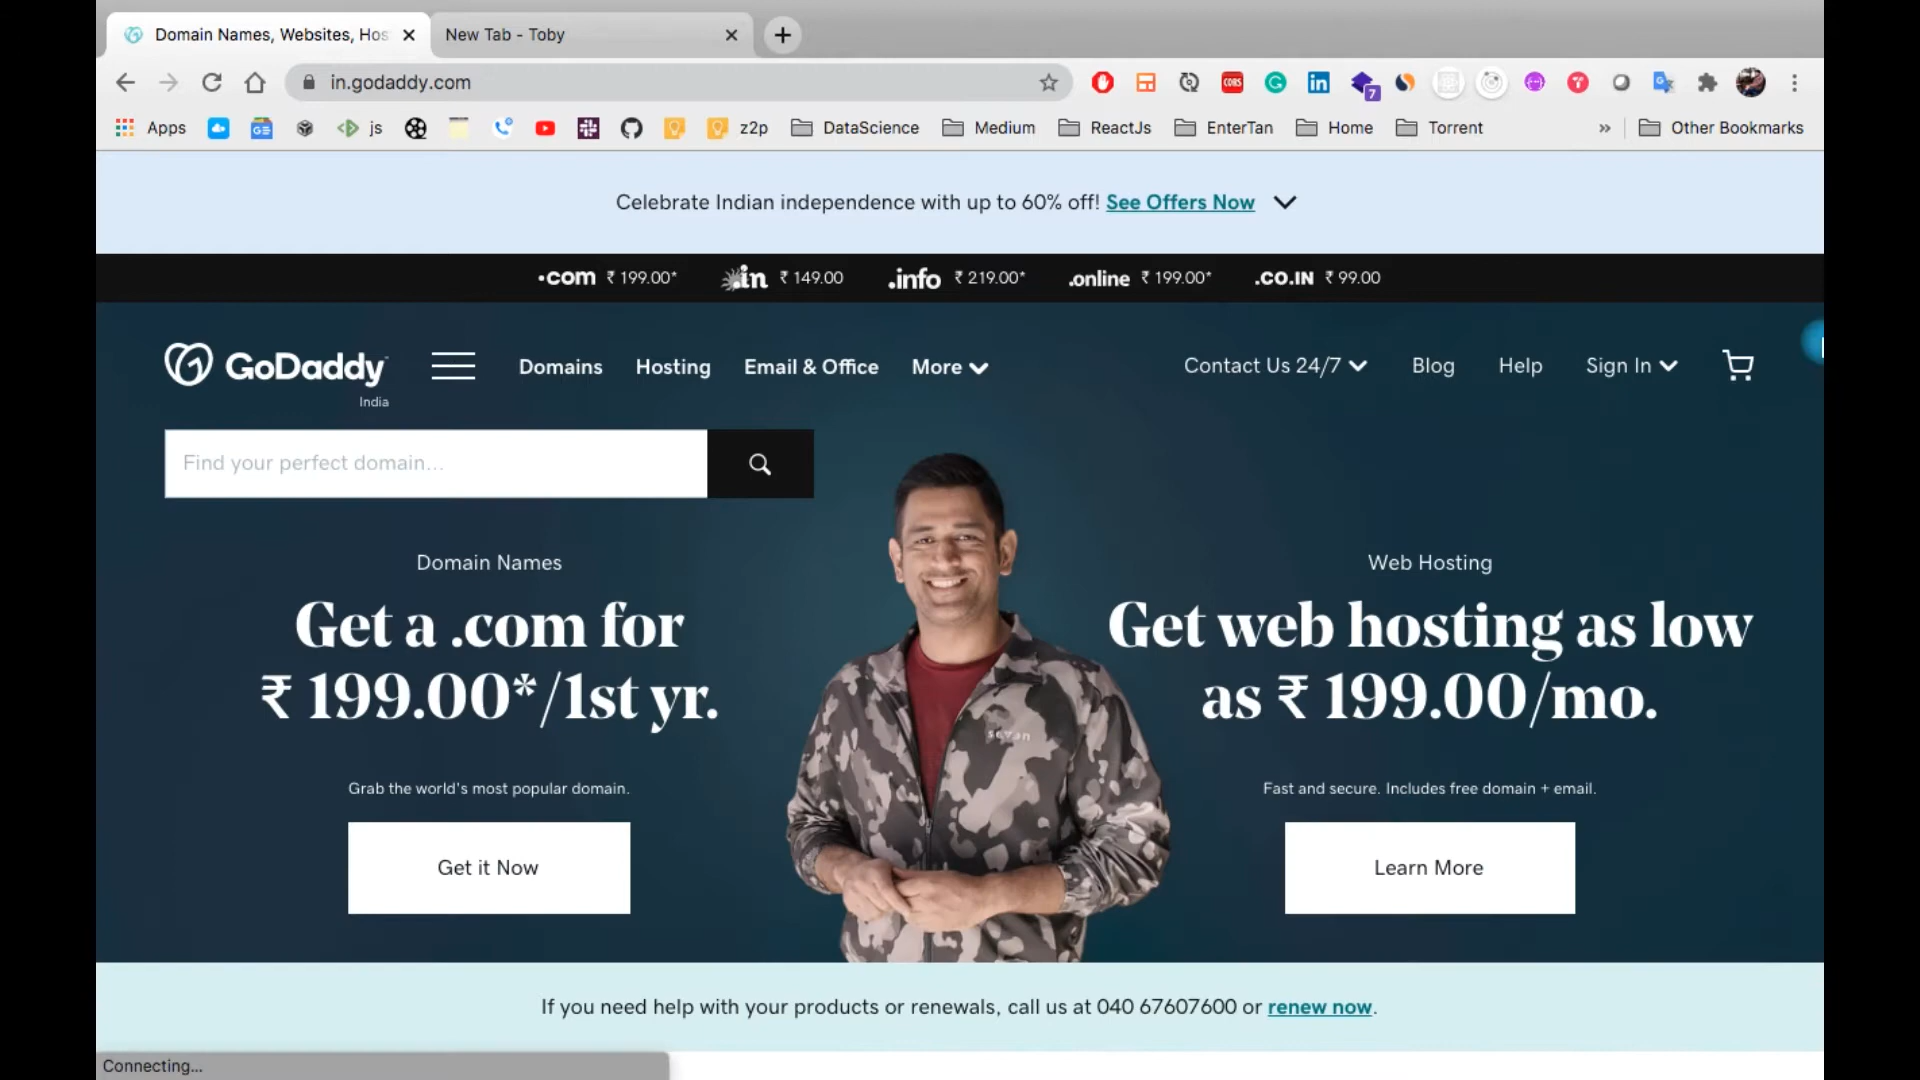 Domain Names, Websites, Hos
New Tab - Toby
in.godaddy.com
CORS
7
Apps
GE
js
z2p
DataScience
Medium
ReactJs
EnterTan
Home
Torrent
»
Other Bookmarks
Celebrate Indian independence with up to 60% off! See Offers Now
.com ₹ 199.00* .in ₹ 149.00 .info ₹ 219.00* .online ₹ 199.00* .CO.IN ₹ 99.00
GoDaddy
India
Domains
Hosting
Email & Office
More
Contact Us 24/7
Blog
Help
Sign In
Find your perfect domain...
Domain Names
Get a .com for
₹ 199.00*/1st yr.
Grab the world's most popular domain.
Get it Now
seven
Web Hosting
Get web hosting as low
as ₹ 199.00/mo.
Fast and secure. Includes free domain + email.
Learn More
If you need help with your products or renewals, call us at 040 67607600 or renew now.
Connecting...